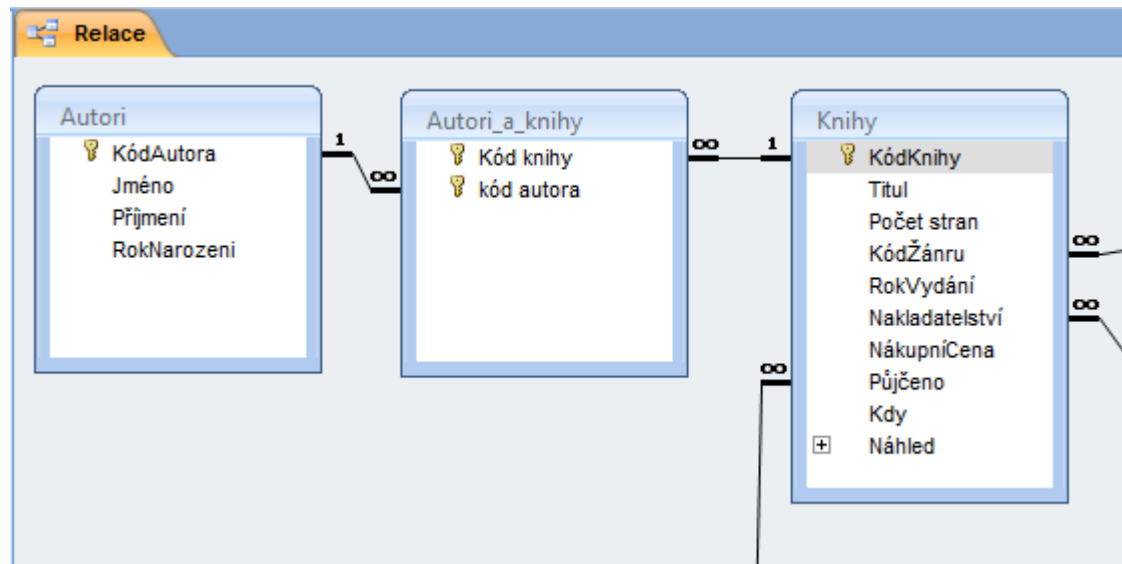 Relace
Autori
KódAutora
Jméno
Příjmení
RokNarozeni
1
∞
Autori_a_knihy
Kód knihy
kód autora
∞
1
Knihy
KódKnihy
Titul
Počet stran
KódŽánru
RokVydání
Nakladatelství
NákupníCena
Půjčeno
Kdy
Náhled
∞
∞
∞